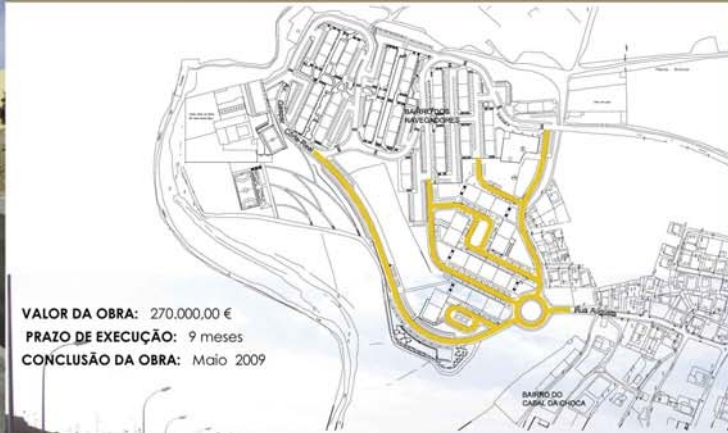 BAIRRO DOS
NAVEGADORES
Rua Açores
VALOR DA OBRA: 270.000,00 €
PRAZO DE EXECUÇÃO: 9 meses
CONCLUSÃO DA OBRA: Maio 2009
BAIRRO DO
CASAL DA CHOCA